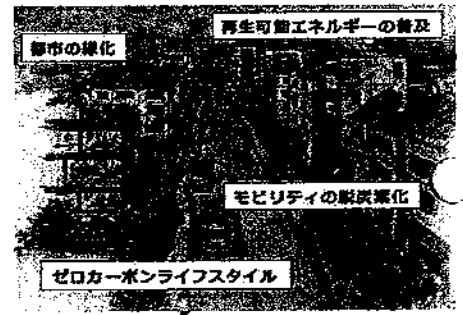 再生可能エネルギーの普及
都市の緑化
モビリティの脱炭素化
ゼロカーボンライフスタイル